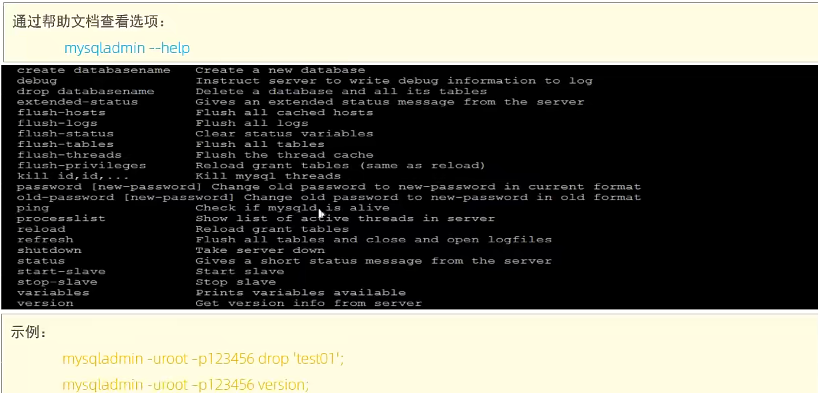 通过帮助文档查看选项：
mysqladmin --help
create databasename Create a new database
debug Instruct server to write debug information to log
drop databasename Delete a database and all its tables
extended-status Gives an extended status message from the server
flush-hosts Flush all cached hosts
flush-logs Flush all logs
flush-status Clear status variables
flush-tables Flush all tables
flush-threads Flush the thread cache
flush-privileges Reload grant tables (same as reload)
kill id,id,... Kill mysql threads
password [new-password] Change old password to new-password in current format
old-password [new-password] Change old password to new-password in old format
ping Check if mysqld is alive
processlist Show list of active threads in server
reload Reload grant tables
refresh Flush all tables and close and open logfiles
shutdown Take server down
status Gives a short status message from the server
start-slave Start slave
stop-slave Stop slave
variables Prints variables available
version Get version info from server
示例：
mysqladmin -uroot –p123456 drop 'test01';
mysqladmin -uroot –p123456 version;